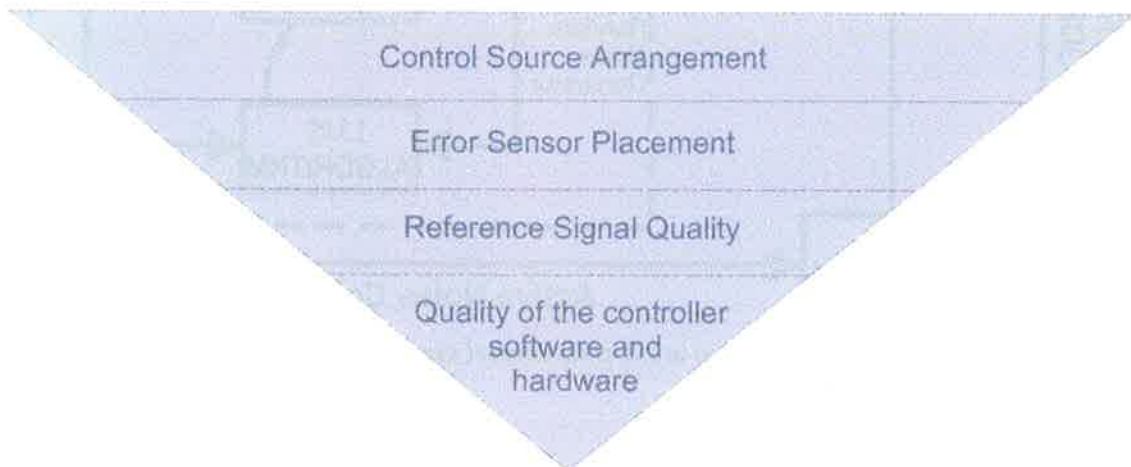 Control Source Arrangement
Error Sensor Placement
Reference Signal Quality
Quality of the controller
software and
hardware